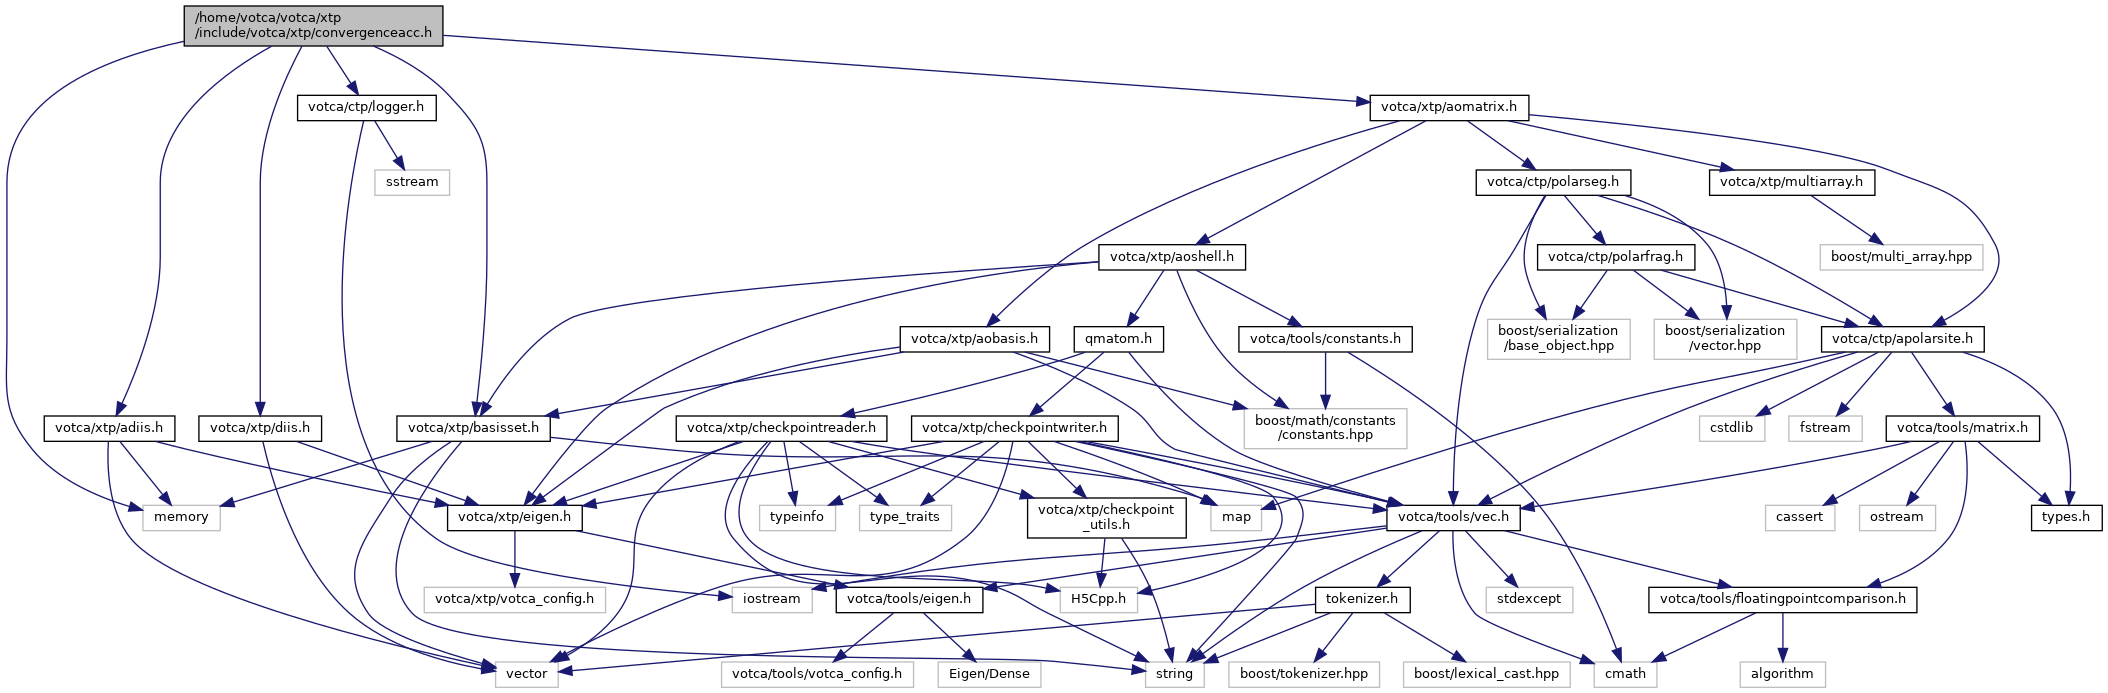 /home/votca/votca/xtp
/include/votca/xtp/convergenceacc.h
votca/ctp/logger.h
votca/xtp/aomatrix.h
sstream
votca/ctp/polarseg.h
votca/xtp/multiarray.h
votca/xtp/aoshell.h
votca/ctp/polarfrag.h
boost/multi_array.hpp
votca/xtp/aobasis.h
qmatom.h
votca/tools/constants.h
boost/serialization
/base_object.hpp
boost/serialization
/vector.hpp
votca/ctp/apolarsite.h
votca/xtp/adiis.h
votca/xtp/diis.h
votca/xtp/basisset.h
votca/xtp/checkpointreader.h
votca/xtp/checkpointwriter.h
boost/math/constants
/constants.hpp
cstdlib
fstream
votca/tools/matrix.h
memory
votca/xtp/eigen.h
typeinfo
type_traits
votca/xtp/checkpoint
_utils.h
map
votca/tools/vec.h
cassert
ostream
types.h
votca/xtp/votca_config.h
iostream
votca/tools/eigen.h
H5Cpp.h
tokenizer.h
stdexcept
votca/tools/floatingpointcomparison.h
vector
votca/tools/votca_config.h
Eigen/Dense
string
boost/tokenizer.hpp
boost/lexical_cast.hpp
cmath
algorithm